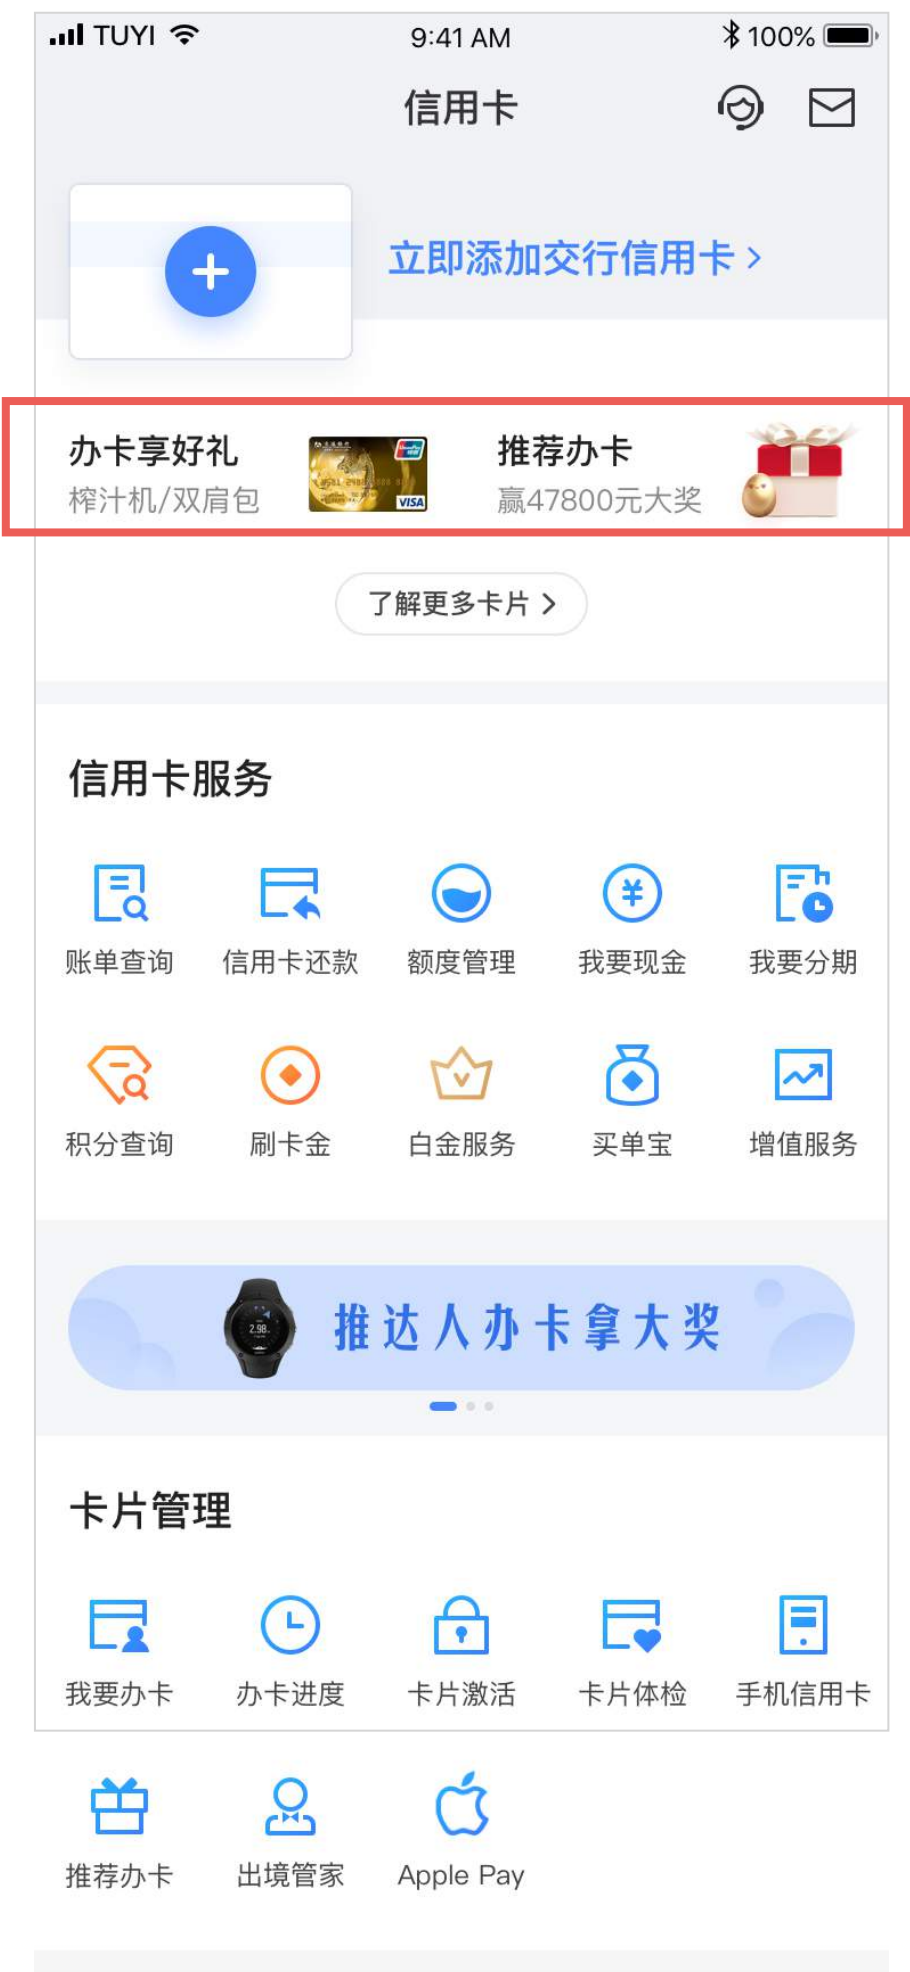 TUYI 9:41 AM 100%
信用卡
立即添加交行信用卡
办卡享好礼
榨汁机/双肩包
VISA
推荐办卡
赢47800元大奖
了解更多卡片
信用卡服务
账单查询 信用卡还款 额度管理 我要现金 我要分期
积分查询 刷卡金 白金服务 买单宝 增值服务
推达人办卡拿大奖
卡片管理
我要办卡 办卡进度 卡片激活 卡片体检 手机信用卡
推荐办卡 出境管家 Apple Pay